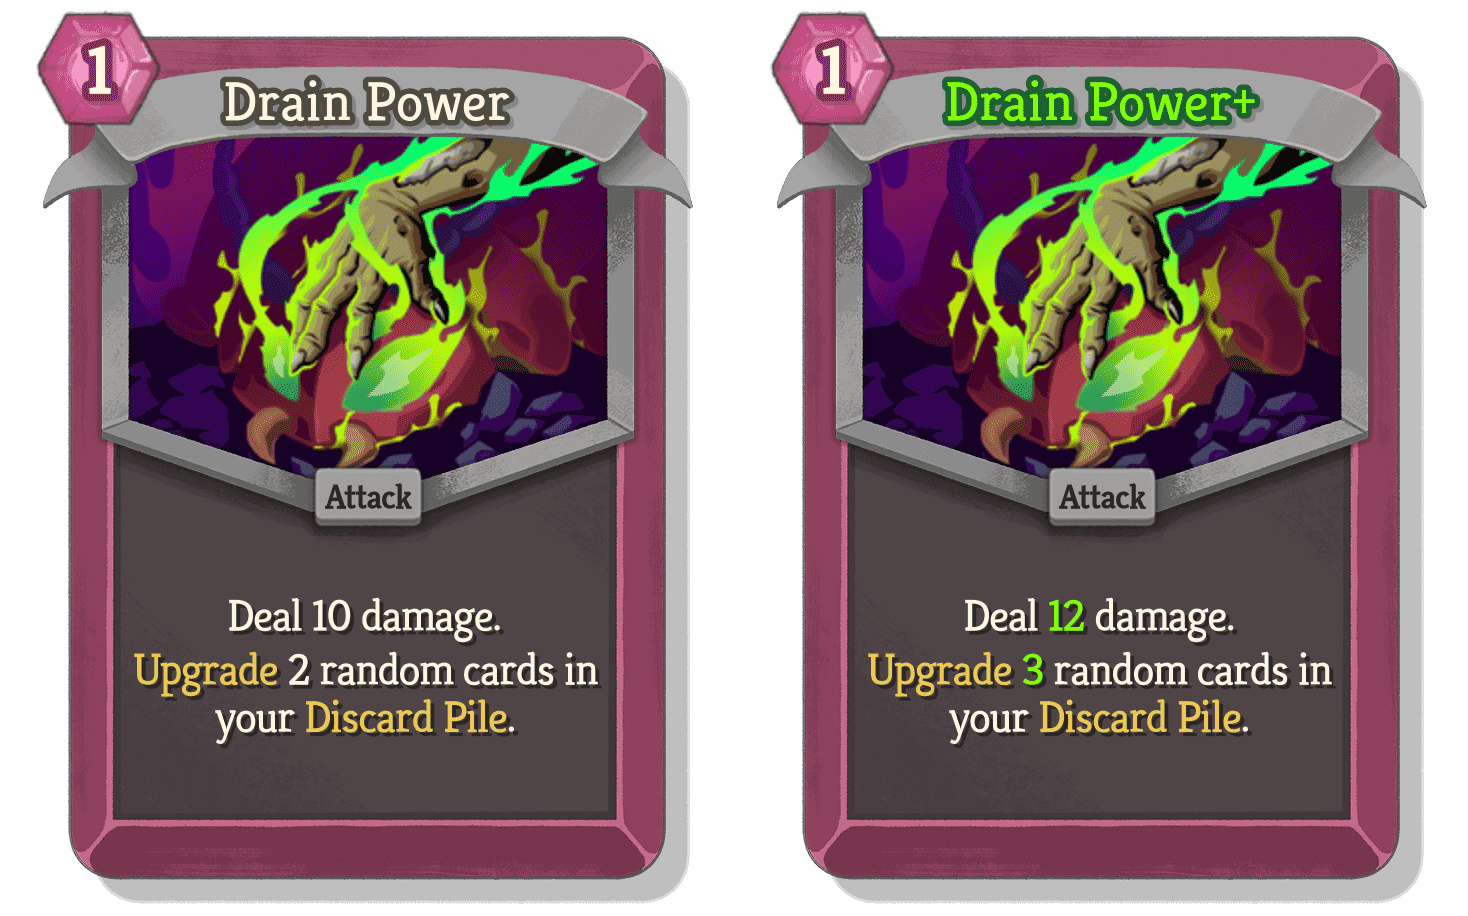 1
Drain Power
Attack
Deal 10 damage.
Upgrade 2 random cards in
your Discard Pile.
1
Drain Power+
Attack
Deal 12 damage.
Upgrade 3 random cards in
your Discard Pile.